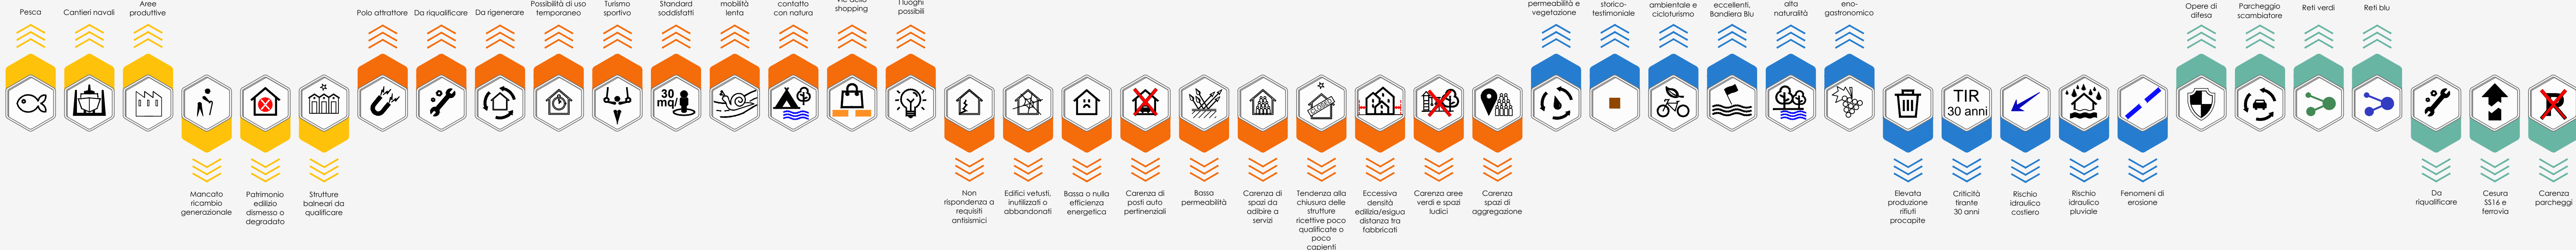 Pesca
Cantieri navali
Aree
produttive
Mancato
ricambio
generazionale
Patrimonio
edilizio
dismesso o
degradato
Strutture
balneari da
qualificare
Polo attrattore
Da riqualificare
Da rigenerare
Possibilità di uso
temporaneo
Turismo
sportivo
Standard
soddisfatti
30
mq/
mobilità
lenta
contatto
con natura
Vie dello
shopping
I luoghi
possibili
Non
rispondenza a
requisiti
antisismici
Edifici vetusti,
inutilizzati o
abbandonati
Bassa o nulla
efficienza
energetica
Carenza di
posti auto
pertinenziali
Bassa
permeabilità
Carenza di
spazi da
adibire a
servizi
Tendenza alla
chiusura delle
strutture
ricettive poco
qualificate o
poco
capienti
Eccessiva
densità
edilizia/esigua
distanza tra
fabbricati
Carenza aree
verdi e spazi
ludici
Carenza
spazi di
aggregazione
permeabilità e
vegetazione
storico-
testimoniale
ambientale e
cicloturismo
eccellenti,
Bandiera Blu
alta
naturalità
eno-
gastronomico
Elevata
produzione
rifiuti
procapite
TIR
30 anni
Criticità
tirante
30 anni
Rischio
idraulico
costiero
Rischio
idraulico
pluviale
Fenomeni di
erosione
Opere di
difesa
Parcheggio
scambiatore
Reti verdi
Reti blu
Da
riqualificare
Cesura
SS16 e
ferrovia
Carenza
parcheggi